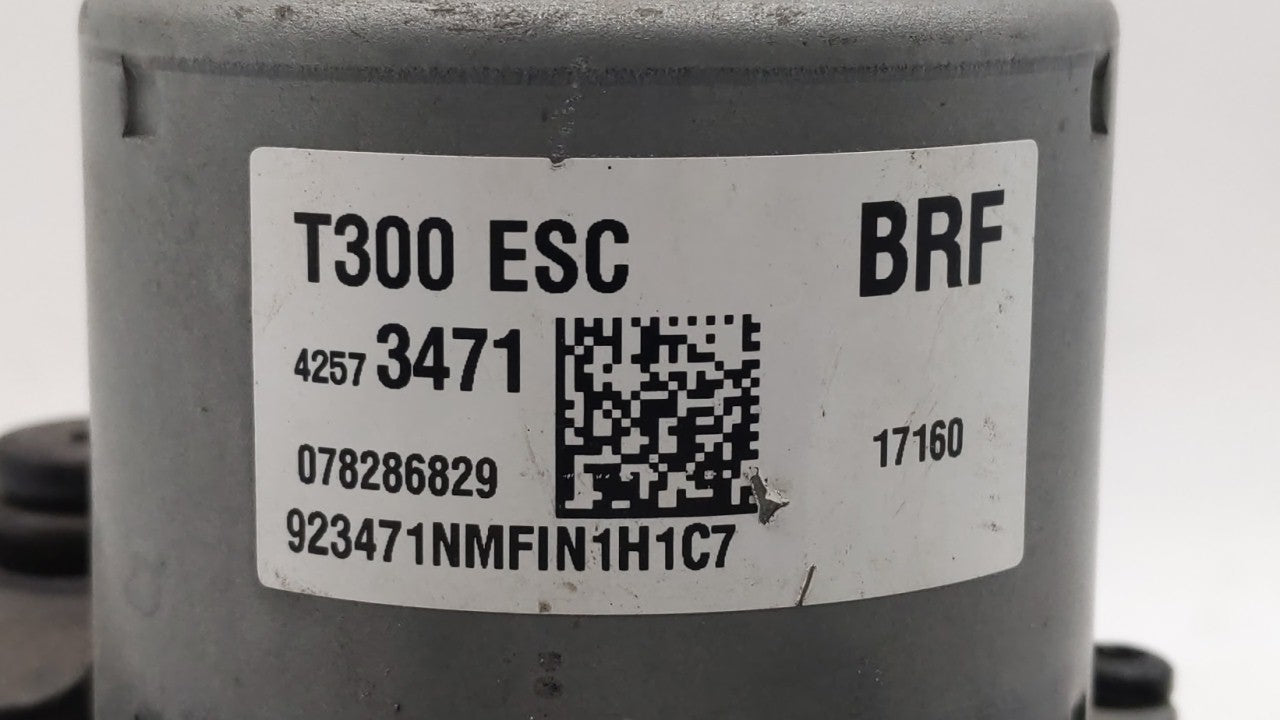 T300 ESC BRF
4257 3471
17160
078286829
923471NMFIN1H1C7